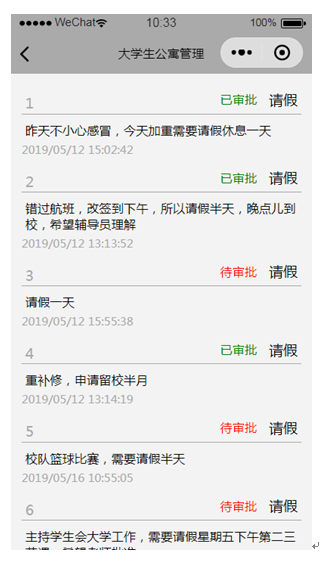 WeChat 10:33 100%
大学生公寓管理
1 已审批 请假
昨天不小心感冒，今天加重需要请假休息一天
2019/05/12 15:02:42
2 已审批 请假
错过航班，改签到下午，所以请假半天，晚点儿到
校，希望辅导员理解
2019/05/12 13:13:52
3 待审批 请假
请假一天
2019/05/12 15:55:38
4 已审批 请假
重补修，申请留校半月
2019/05/12 13:14:19
5 待审批 请假
校队篮球比赛，需要请假半天
2019/05/16 10:55:05
6 待审批 请假
主持学生会大学工作，需要请假星期五下午第二三